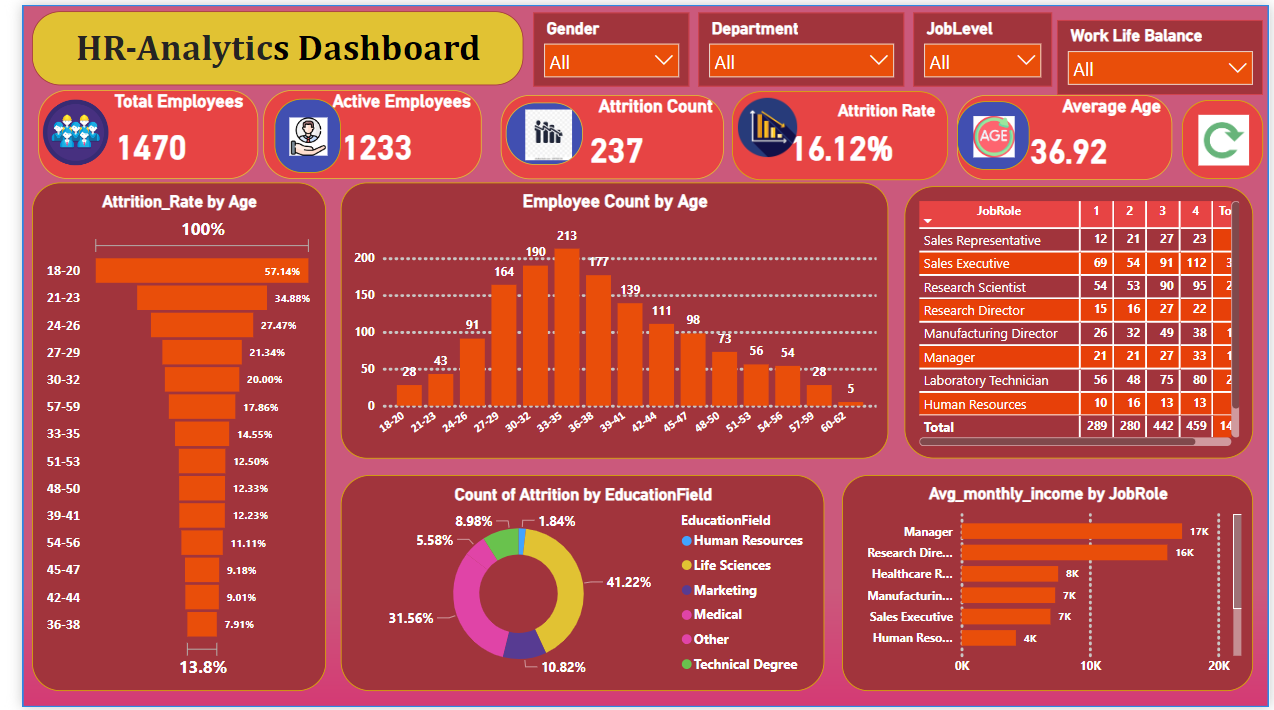 HR-Analytics Dashboard
Gender
All
Department
All
JobLevel
All
Work Life Balance
All
Total Employees
1470
Active Employees
1233
Attrition Count
237
Attrition Rate
16.12%
AGE
Average Age
36.92
Attrition_Rate by Age
100%
18-20 57.14%
21-23 34.88%
24-26 27.47%
27-29 21.34%
30-32 20.00%
57-59 17.86%
33-35 14.55%
51-53 12.50%
48-50 12.33%
39-41 12.23%
54-56 11.11%
45-47 9.18%
42-44 9.01%
36-38 7.91%
13.8%
Employee Count by Age
200
150
100
50
0
28 43 91 164 190 213 177 139 111 98 73 56 54 28 5
18-20 21-23 24-26 27-29 30-32 33-35 36-38 39-41 42-44 45-47 48-50 51-53 54-56 57-59 60-62
JobRole 1 2 3 4 To
Sales Representative 12 21 27 23
Sales Executive 69 54 91 112 3
Research Scientist 54 53 90 95 2
Research Director 15 16 27 22
Manufacturing Director 26 32 49 38 1
Manager 21 21 27 33 1
Laboratory Technician 56 48 75 80 2
Human Resources 10 16 13 13
Total 289 280 442 459 14
Count of Attrition by EducationField
8.98%
1.84%
5.58%
41.22%
31.56%
10.82%
EducationField
Human Resources
Life Sciences
Marketing
Medical
Other
Technical Degree
Avg_monthly_income by JobRole
Manager 17K
Research Dire... 16K
Healthcare R... 8K
Manufacturin... 7K
Sales Executive 7K
Human Reso... 4K
0K 10K 20K